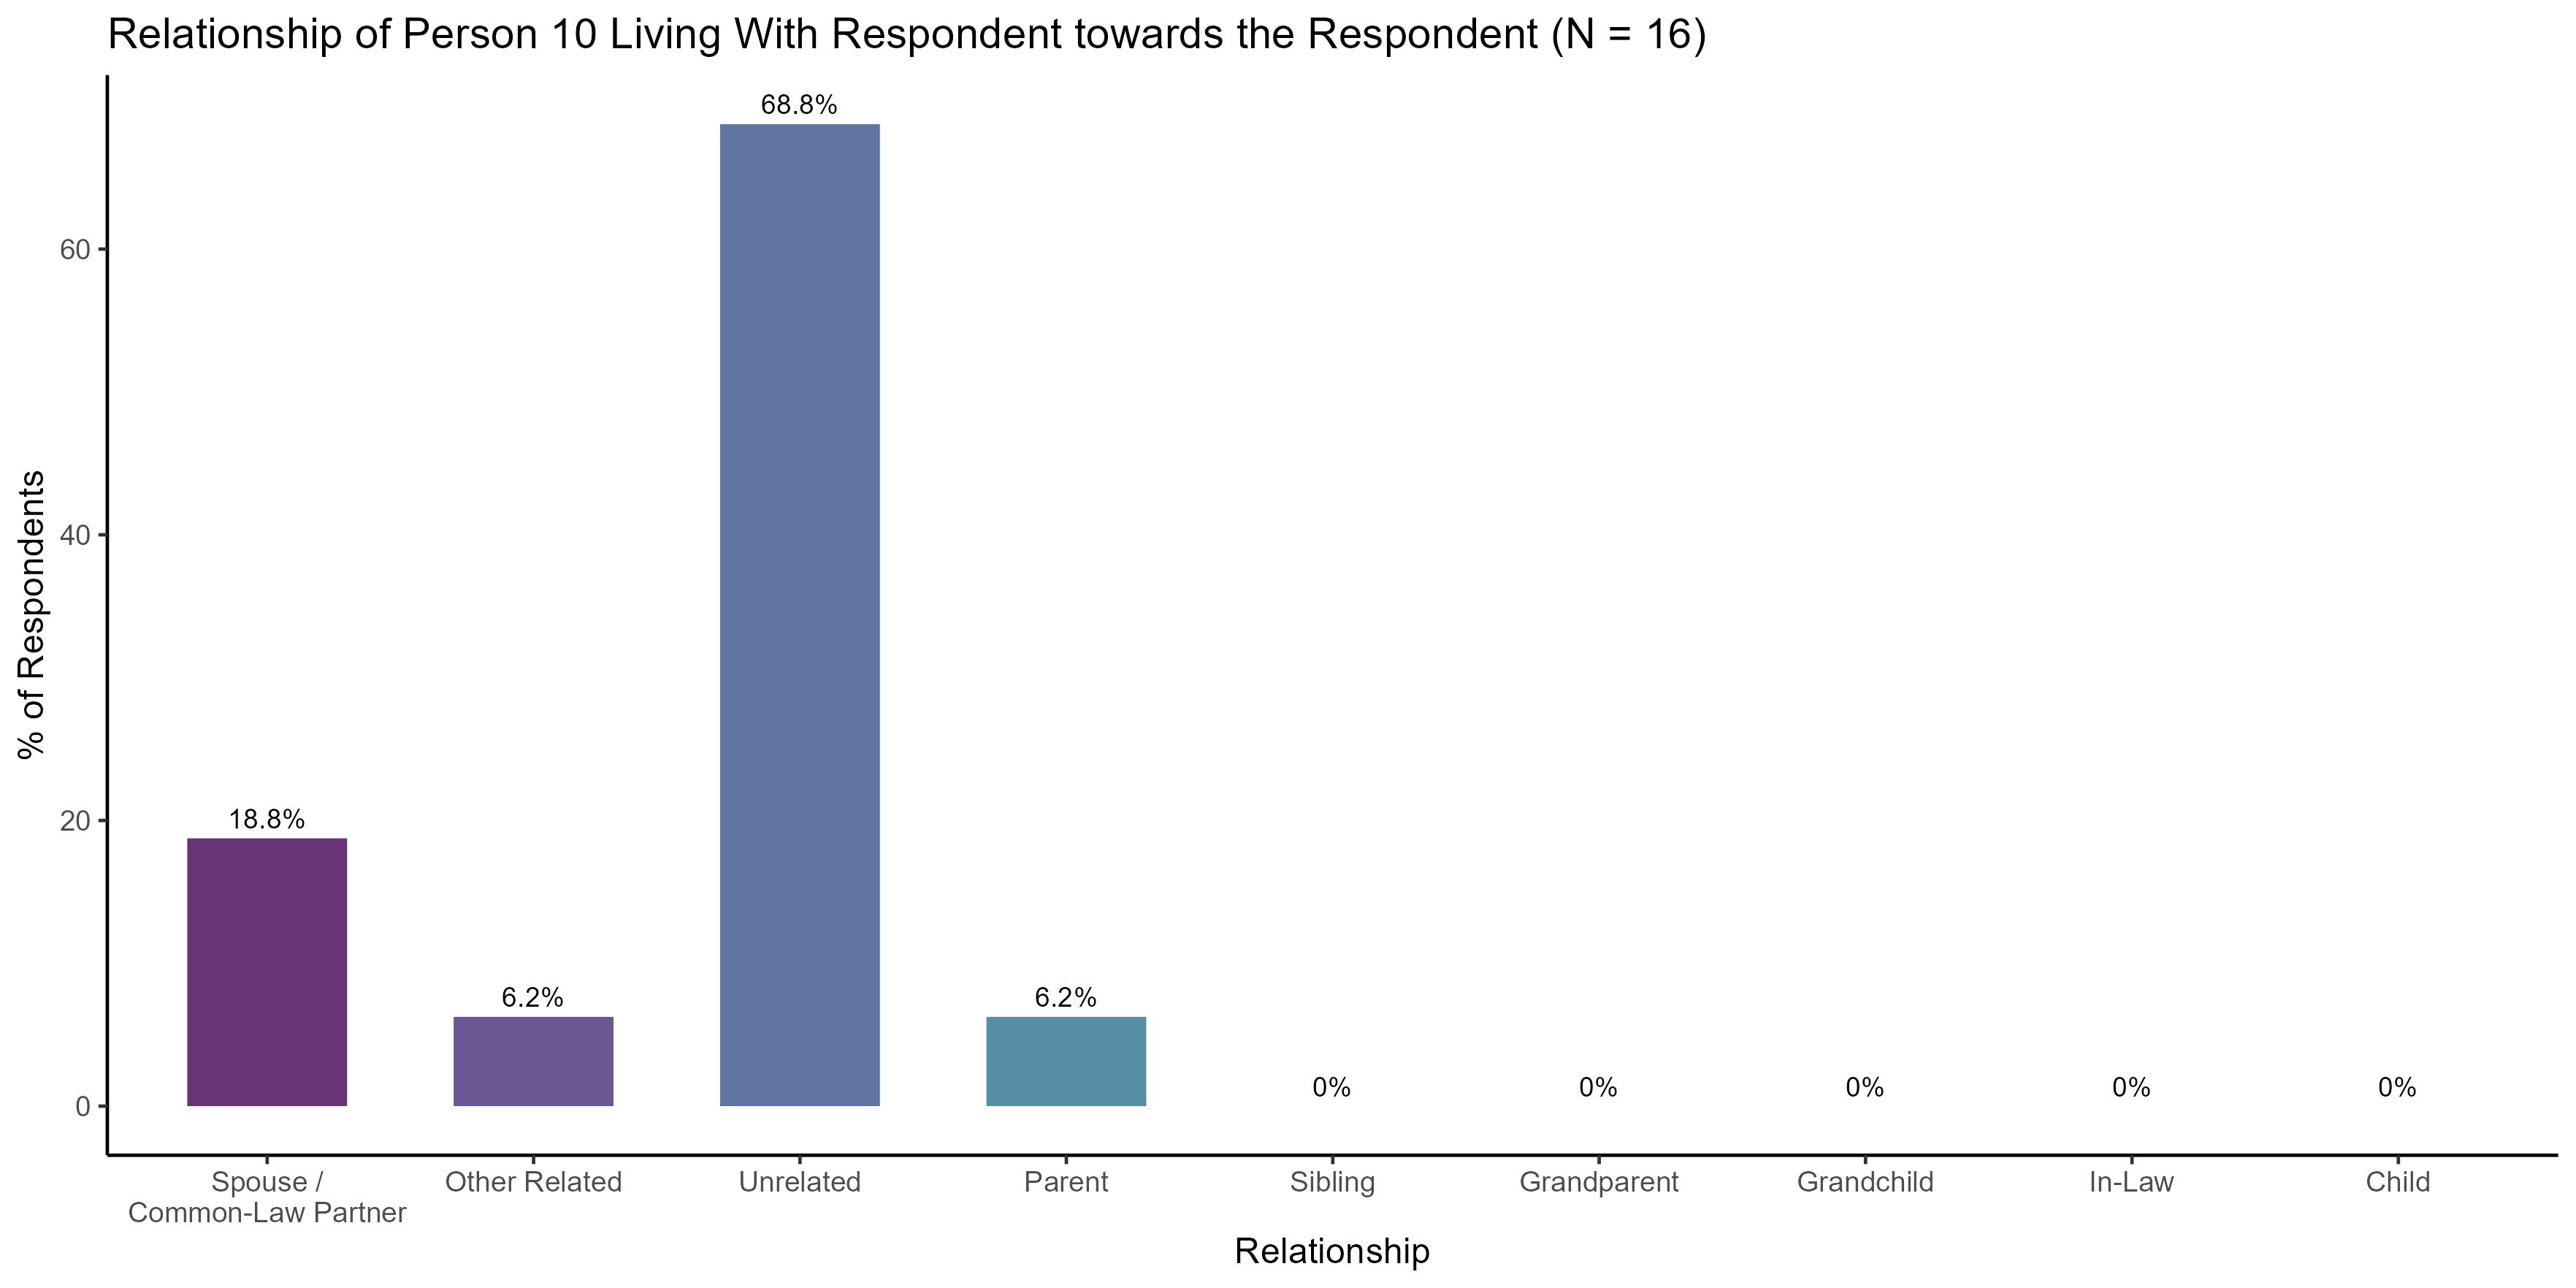 Relationship of Person 10 Living With Respondent towards the Respondent (N = 16)
% of Respondents
60
40
20
0
68.8%
18.8%
6.2%
6.2%
0%
0%
0%
0%
0%
Spouse /
Common-Law Partner
Other Related
Unrelated
Parent
Sibling
Grandparent
Grandchild
In-Law
Child
Relationship